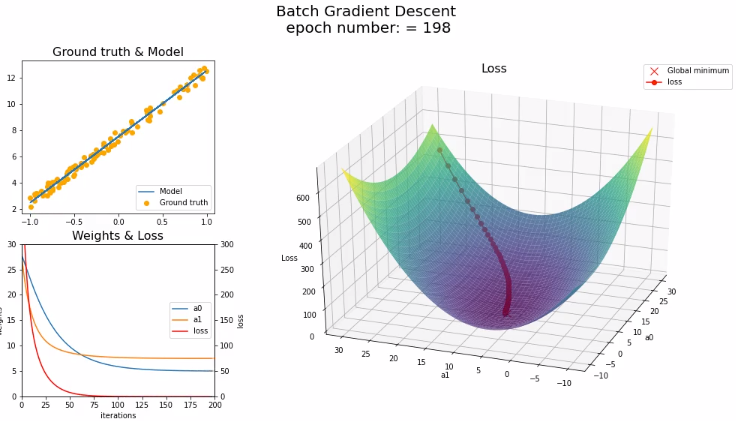 Batch Gradient Descent
epoch number: = 198
Ground truth & Model
12
10
8
6
4
2
−1.0 −0.5 0.0 0.5 1.0
Model
Ground truth
Weights & Loss
30 300
25 250
20 200
15 150
10 100
5 50
0 0
0 25 50 75 100 125 150 175 200
iterations
loss
a0
a1
loss
Loss
Global minimum
loss
Loss
600
500
400
300
200
100
0
30 25 20 15 10 5 0 −5 −10
a1
30
25
20
15
10
5
0
−5
−10
a0